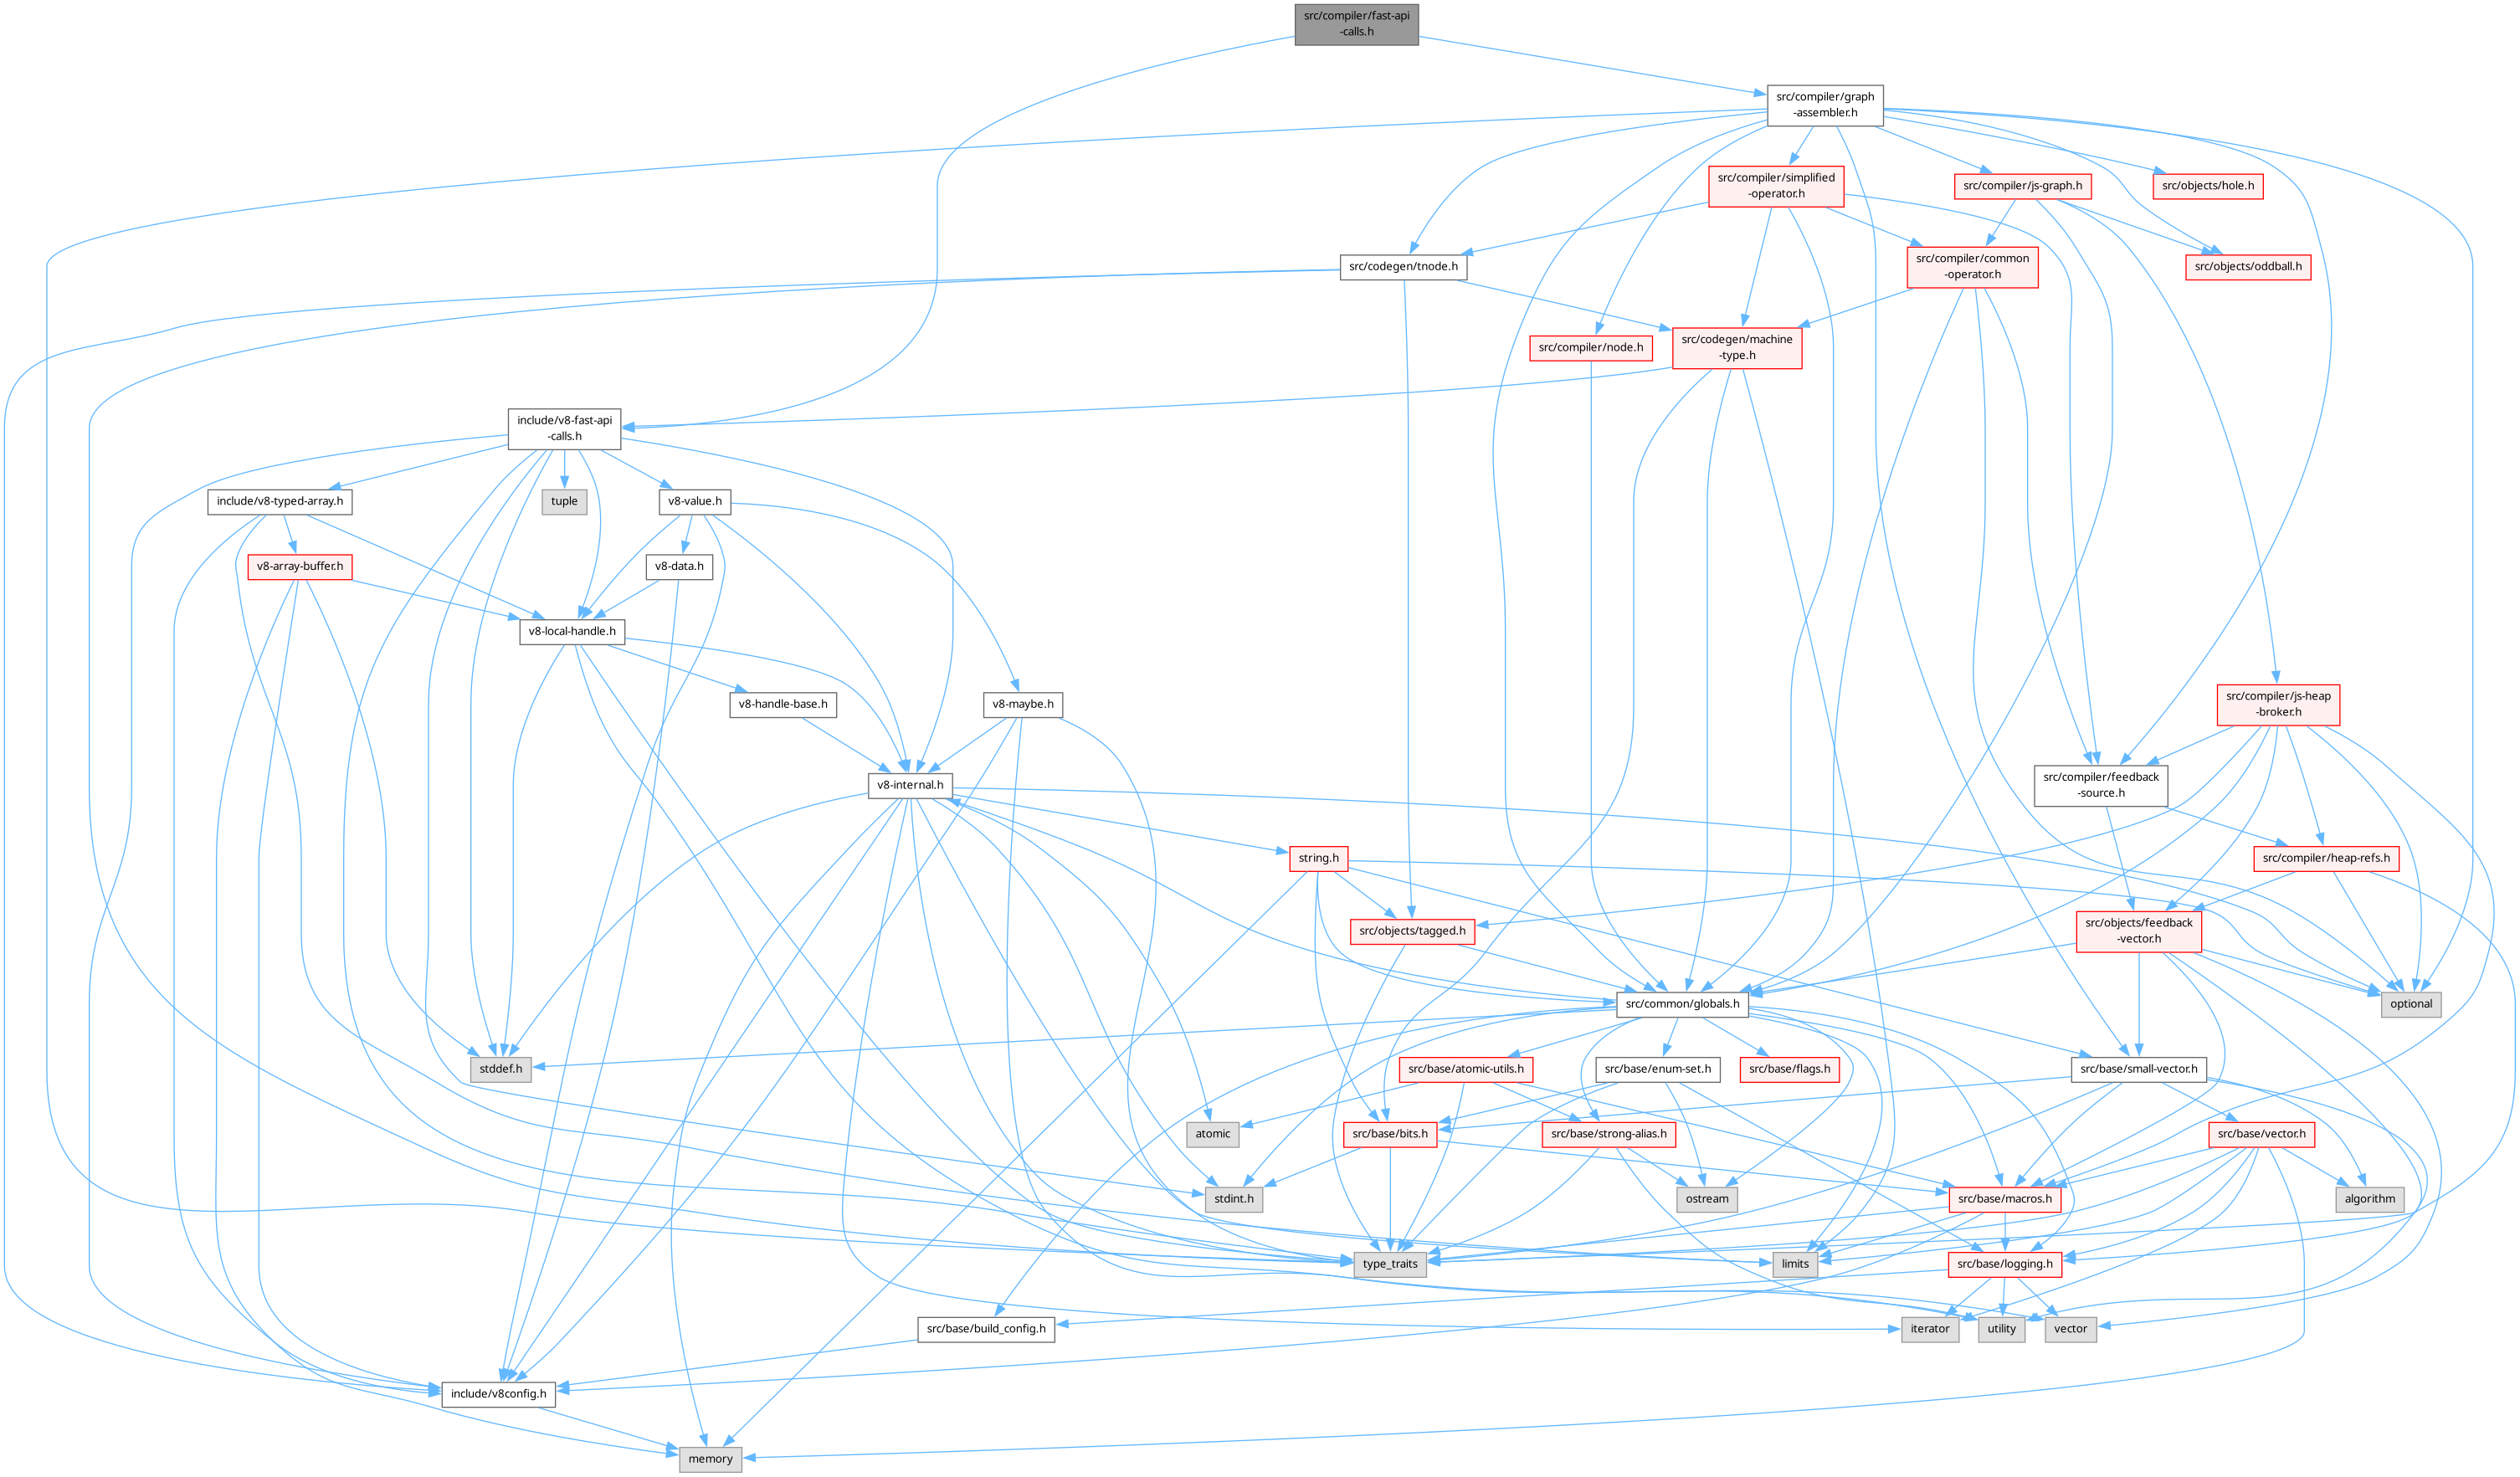 src/compiler/fast-api
-calls.h
src/compiler/graph
-assembler.h
src/compiler/simplified
-operator.h
src/compiler/js-graph.h
src/objects/hole.h
src/codegen/tnode.h
src/compiler/common
-operator.h
src/objects/oddball.h
src/compiler/node.h
src/codegen/machine
-type.h
include/v8-fast-api
-calls.h
include/v8-typed-array.h
tuple
v8-value.h
v8-array-buffer.h
v8-data.h
v8-local-handle.h
v8-handle-base.h
v8-maybe.h
src/compiler/js-heap
-broker.h
v8-internal.h
src/compiler/feedback
-source.h
string.h
src/compiler/heap-refs.h
src/objects/tagged.h
src/objects/feedback
-vector.h
src/common/globals.h
optional
stddef.h
src/base/atomic-utils.h
src/base/enum-set.h
src/base/flags.h
src/base/small-vector.h
atomic
src/base/bits.h
src/base/strong-alias.h
src/base/vector.h
stdint.h
ostream
src/base/macros.h
algorithm
type_traits
limits
src/base/logging.h
src/base/build_config.h
iterator
utility
vector
include/v8config.h
memory